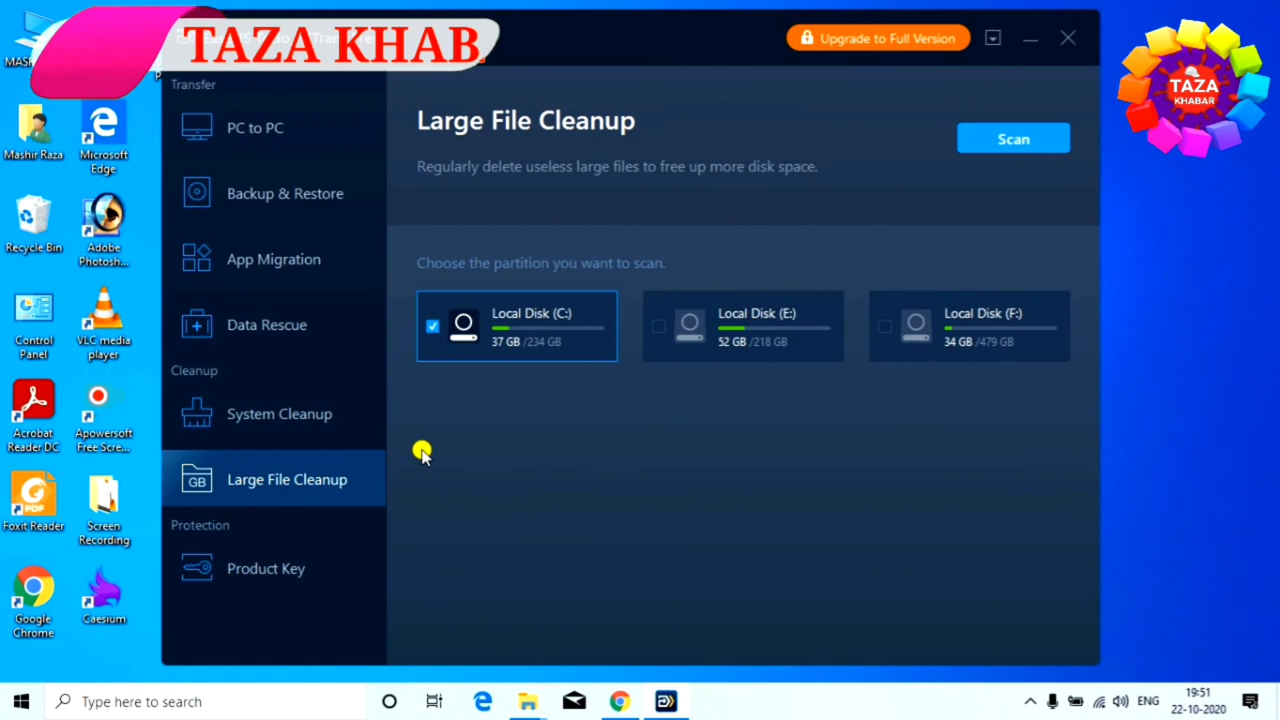 TAZA KHAB
Upgrade to Full Version
TAZA
KHABAR
Transfer
PC to PC
Backup & Restore
App Migration
Data Rescue
Cleanup
System Cleanup
GB
Large File Cleanup
Protection
Product Key
Large File Cleanup
Scan
Regularly delete useless large files to free up more disk space.
Choose the partition you want to scan.
Local Disk (C:)
37 GB /234 GB
Local Disk (E:)
52 GB /218 GB
Local Disk (F:)
34 GB /479 GB
Mashir Raza
Microsoft
Edge
Recycle Bin
Adobe
Photosh...
Control
Panel
VLC media
player
Acrobat
Reader DC
Apowersoft
Free Scre...
PDF
Foxit Reader
Screen
Recording
Google
Chrome
Caesium
Type here to search
ENG
19:51
22-10-2020